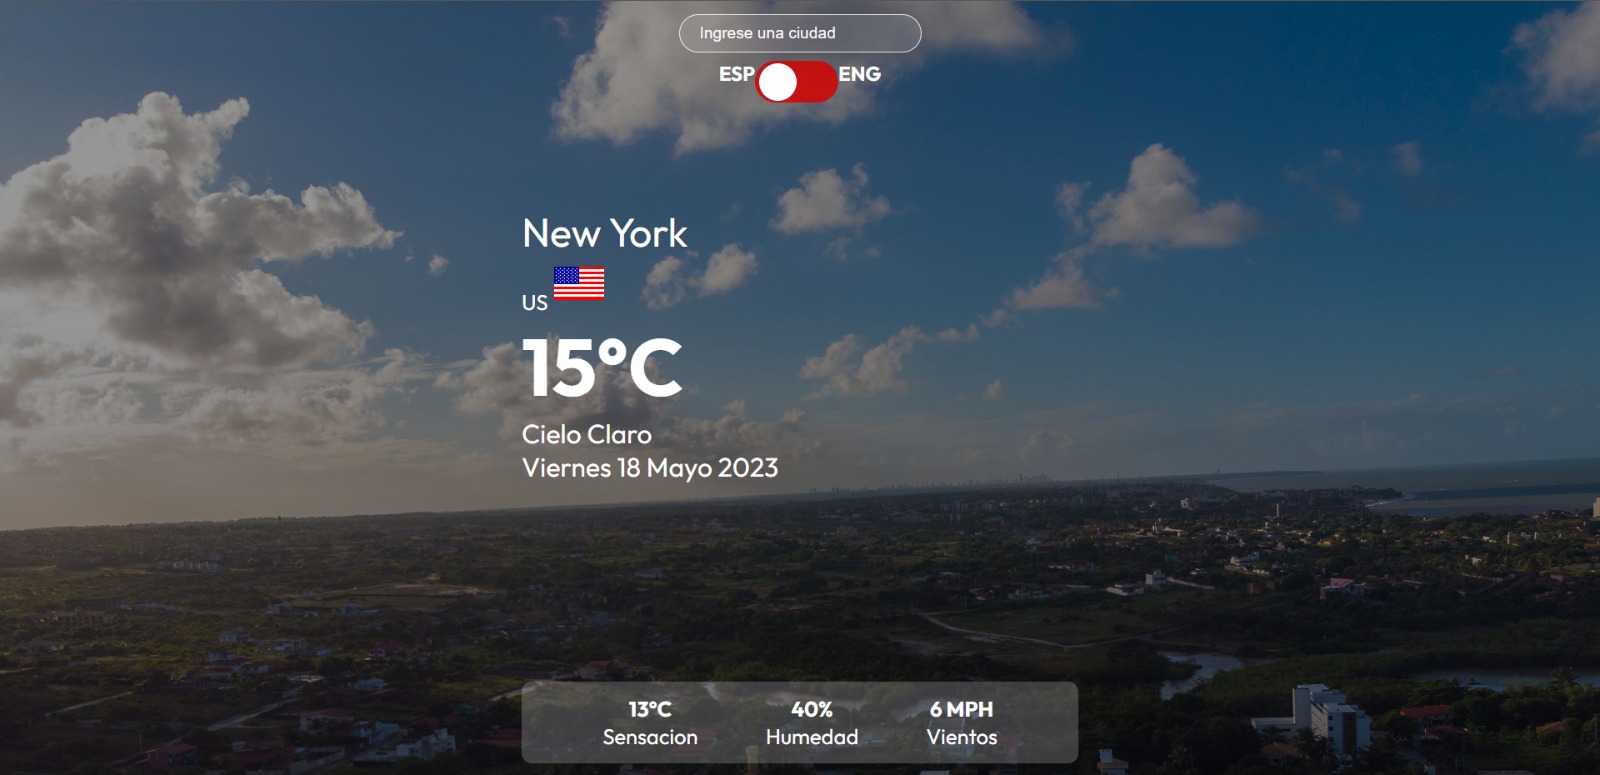 Ingrese una ciudad
ESP ENG
New York
US
15°C
Cielo Claro
Viernes 18 Mayo 2023
13°C 40% 6 MPH
Sensacion Humedad Vientos